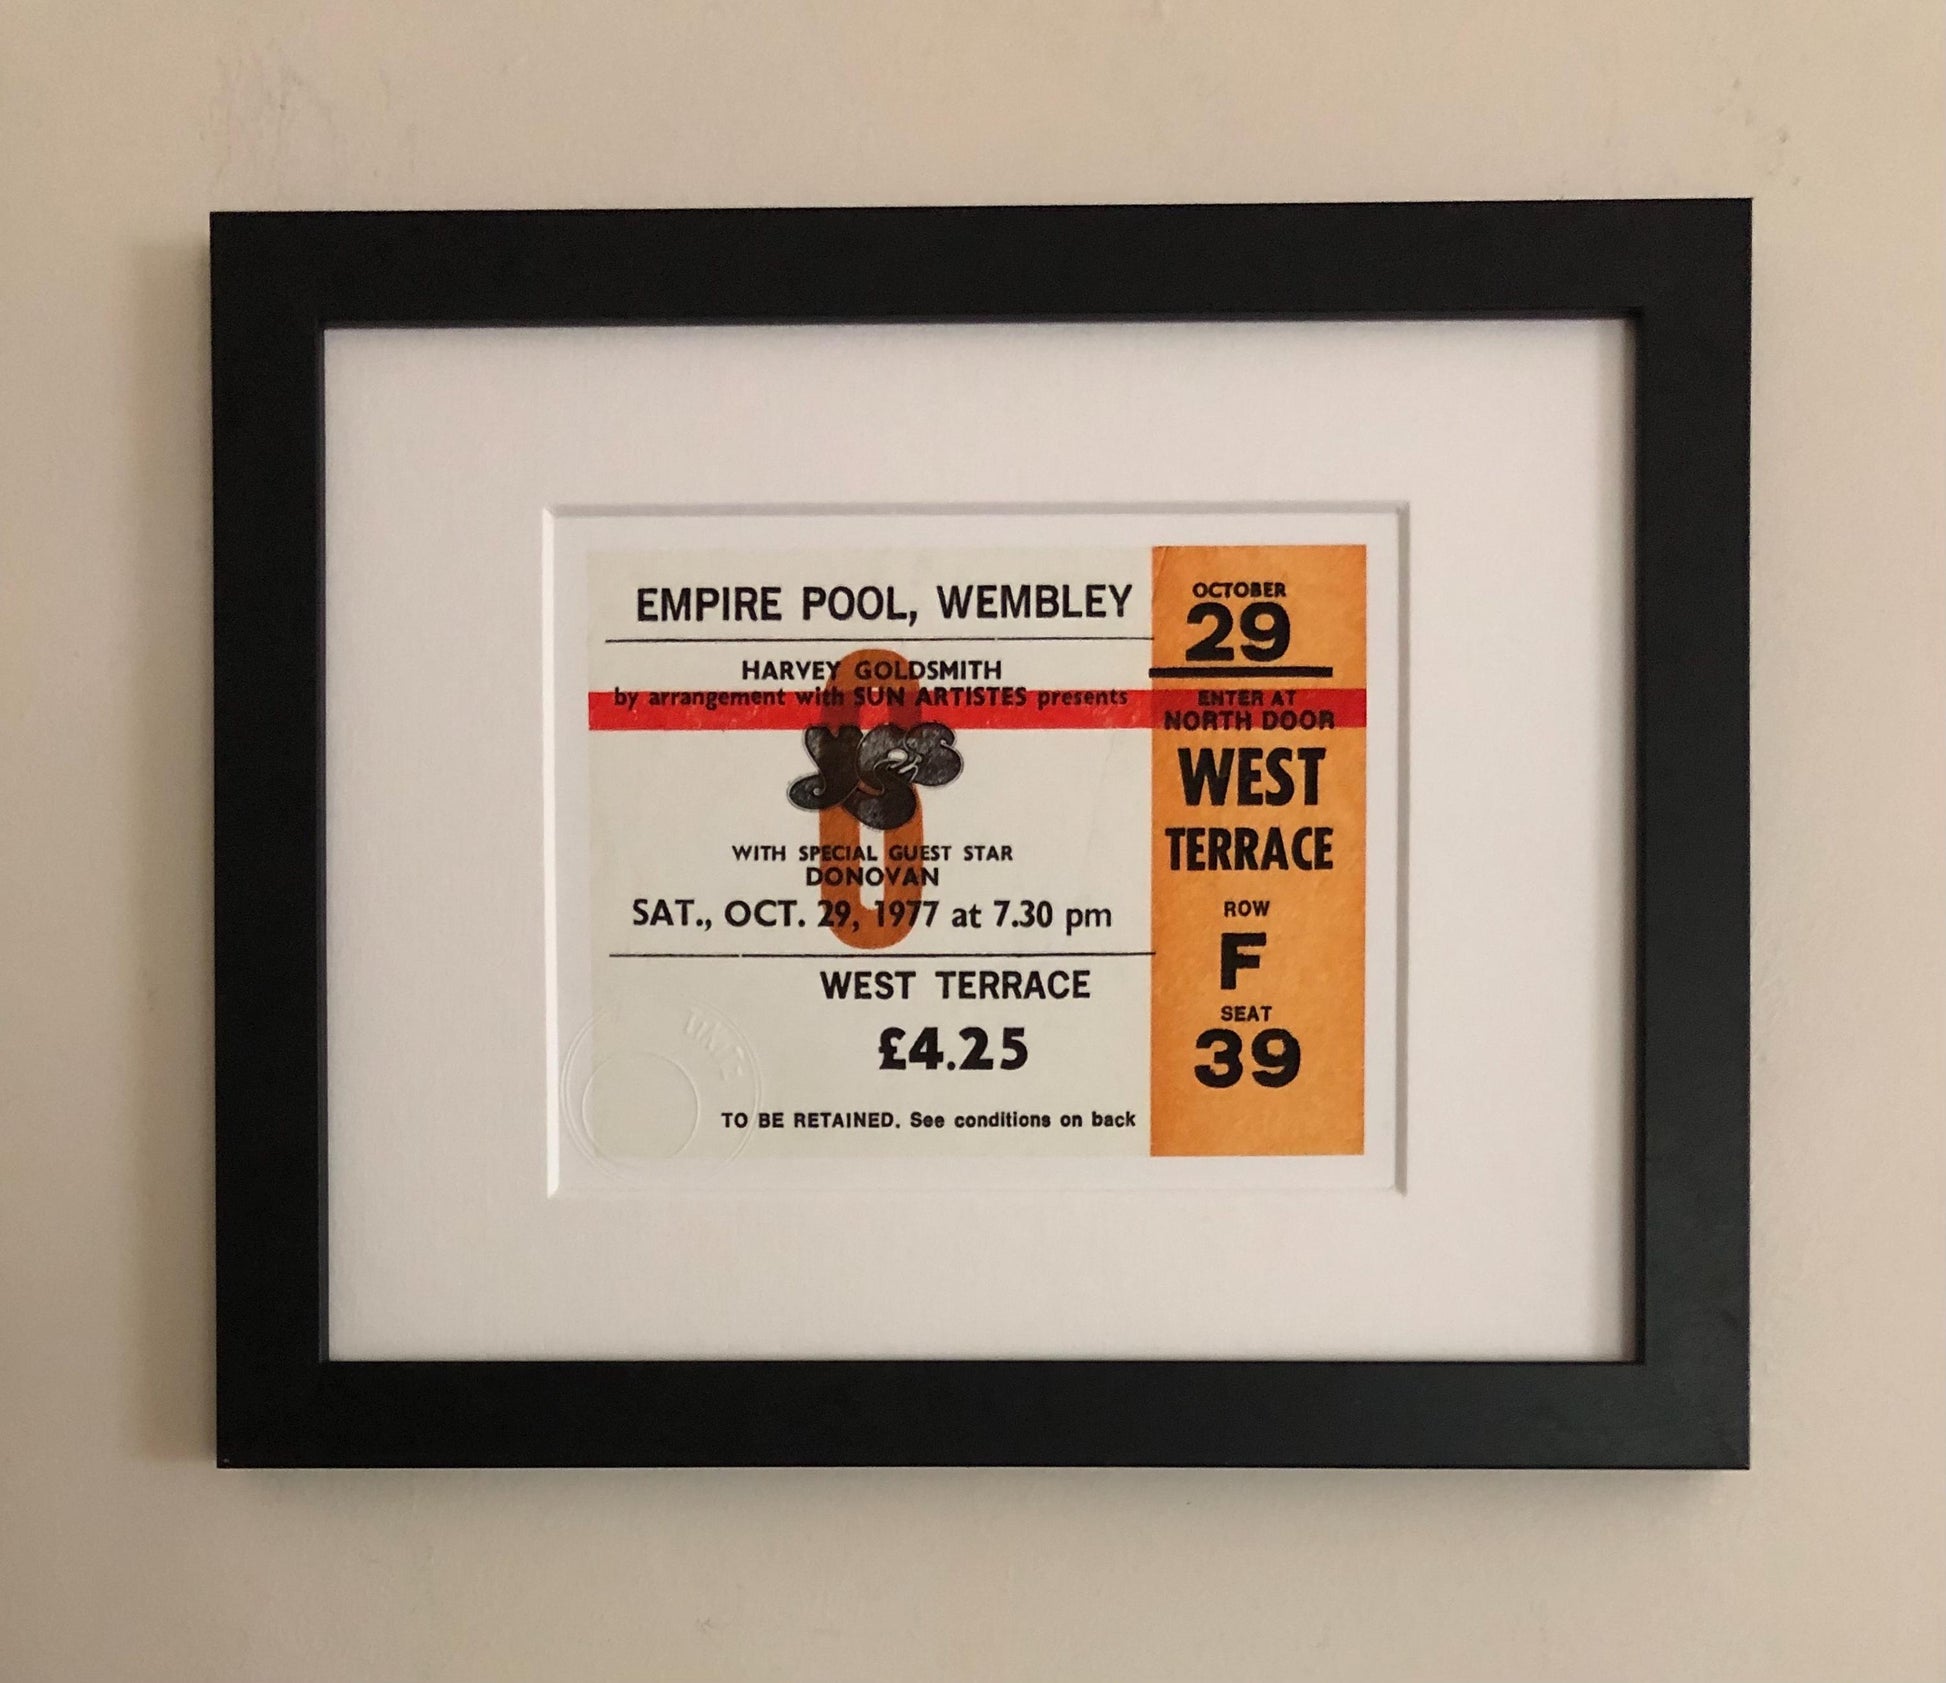 EMPIRE POOL, WEMBLEY
HARVEY GOLDSMITH
by arrangement with SUN ARTISTES presents
yes
WITH SPECIAL GUEST STAR
DONOVAN
SAT., OCT. 29, 1977 at 7.30 pm
WEST TERRACE
£4.25
TO BE RETAINED. See conditions on back
OCTOBER
29
ENTER AT
NORTH DOOR
WEST
TERRACE
ROW
F
SEAT
39